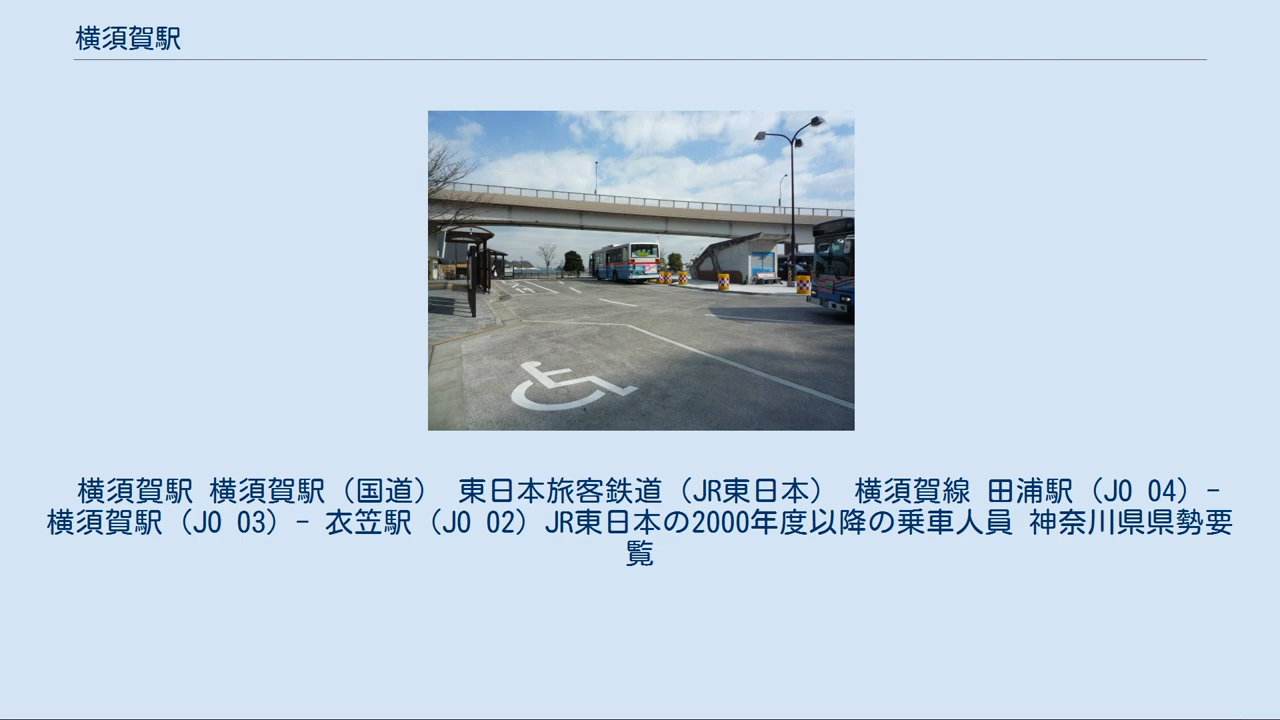 横須賀駅
横須賀駅 横須賀駅（国道） 東日本旅客鉄道（JR東日本） 横須賀線 田浦駅（JO 04）-
横須賀駅（JO 03）- 衣笠駅（JO 02）JR東日本の2000年度以降の乗車人員 神奈川県県勢要
覧